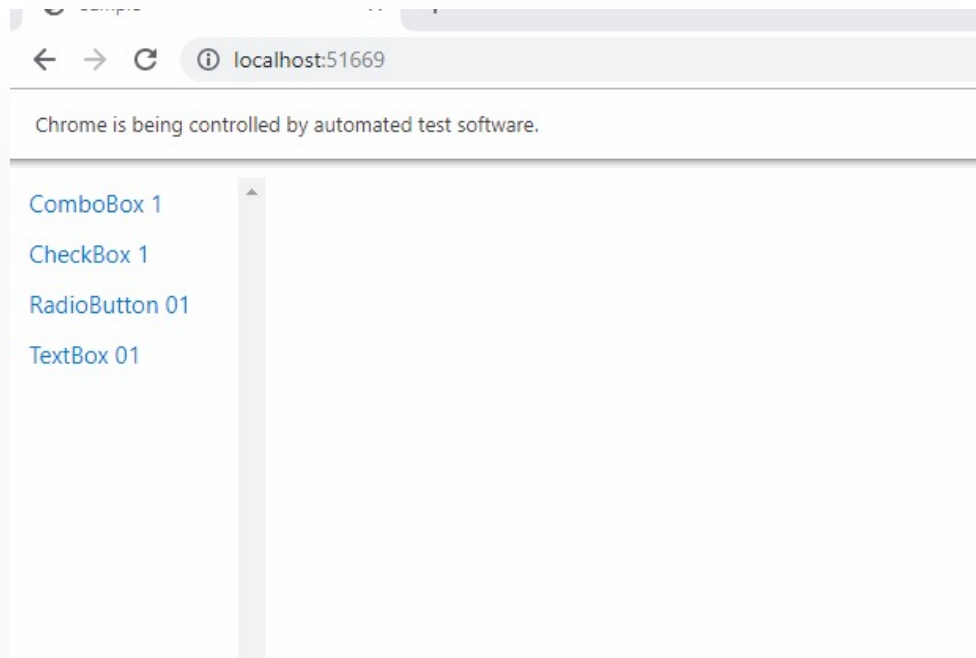 localhost:51669
Chrome is being controlled by automated test software.
ComboBox 1
CheckBox 1
RadioButton 01
TextBox 01